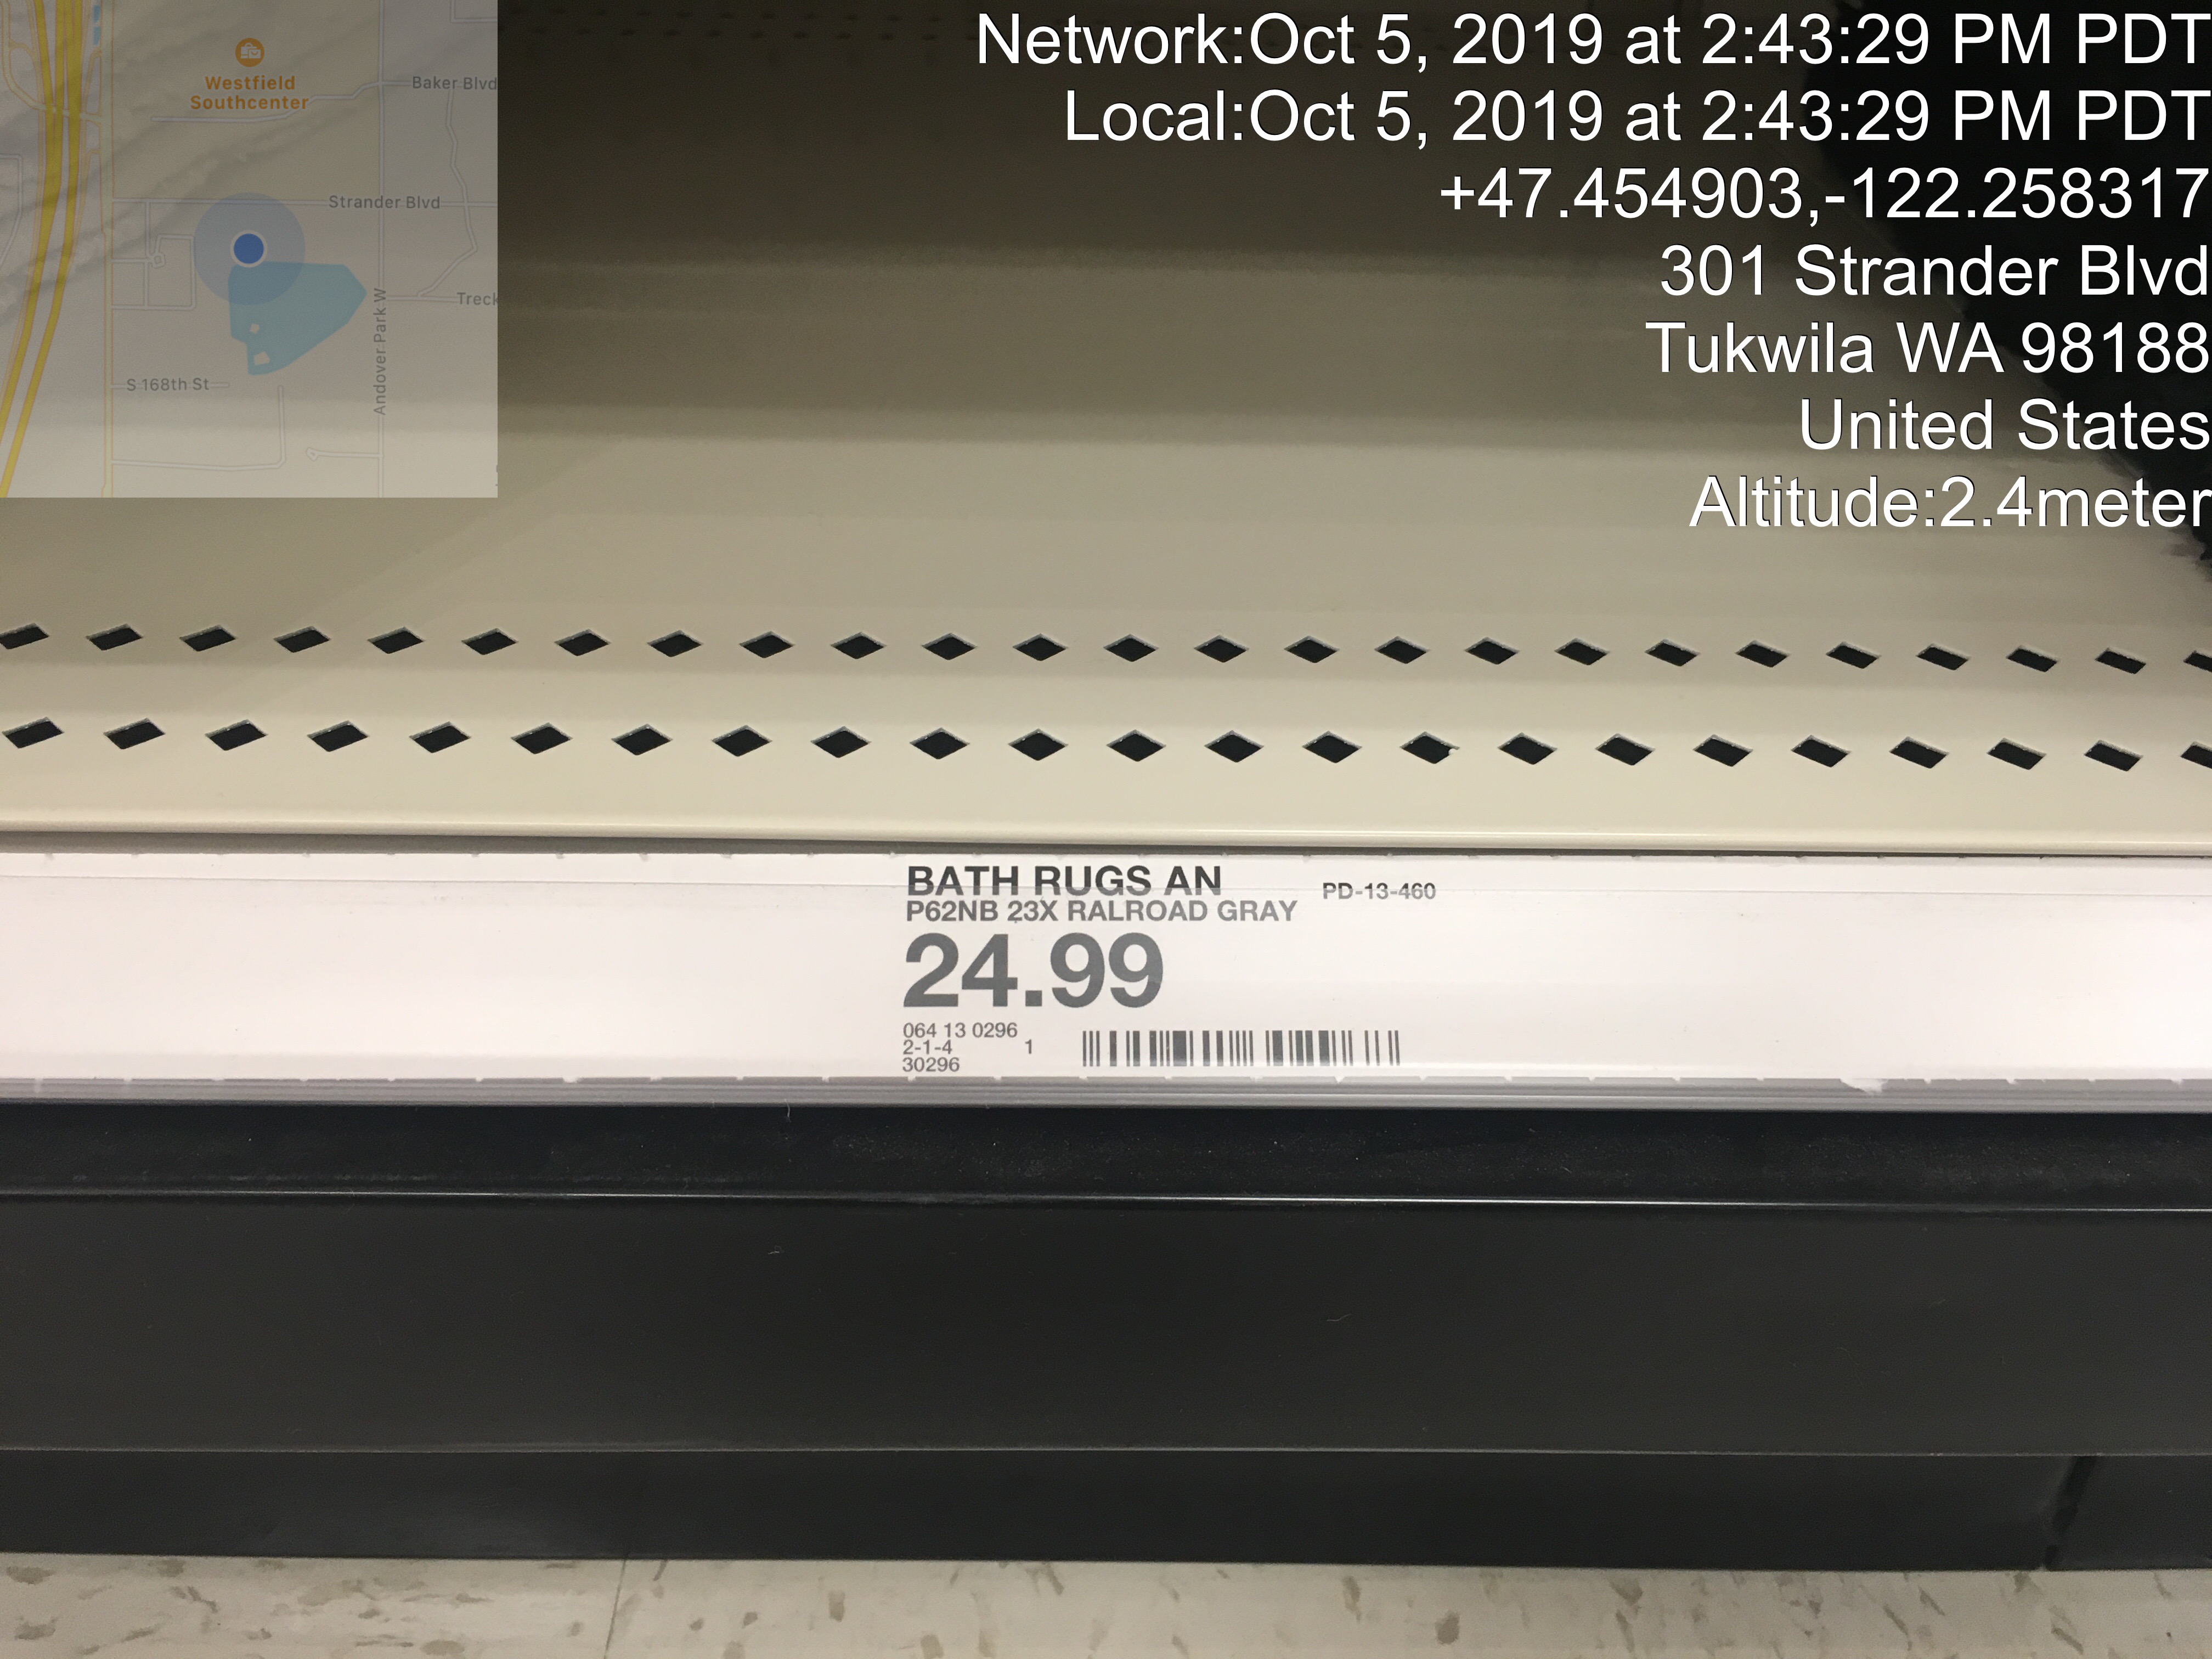 Network:Oct 5, 2019 at 2:43:29 PM PDT
Local:Oct 5, 2019 at 2:43:29 PM PDT
+47.454903,-122.258317
301 Strander Blvd
Tukwila WA 98188
United States
Altitude:2.4meter
Westfield
Southcenter
Baker Blvd
Strander Blvd
Treck
Andover Park W
S 168th St
BATH RUGS AN
PD-13-460
P62NB 23X RALROAD GRAY
24.99
064 13 0296
2-1-4 1
30296